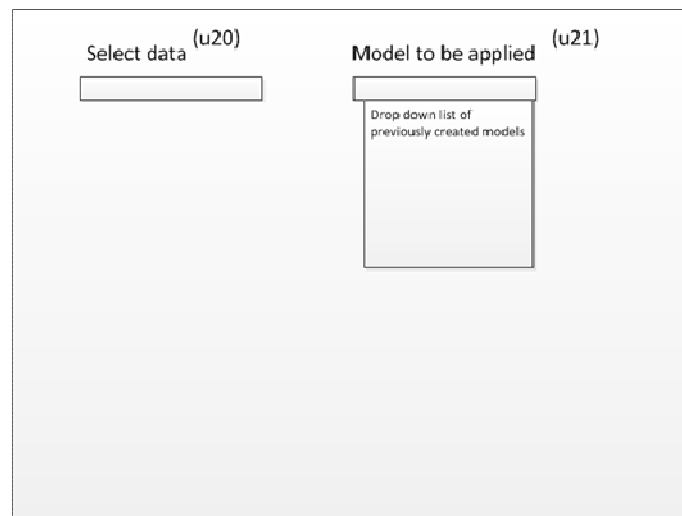 Select data (u20)
Model to be applied (u21)
Drop down list of
previously created models